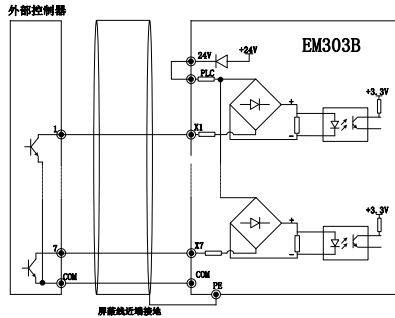 外部控制器
24V
+24V
EM303B
PLC
+3.3V
1
X1
+
-
+3.3V
7
X7
+
-
COM
COM
PE
屏蔽线近端接地